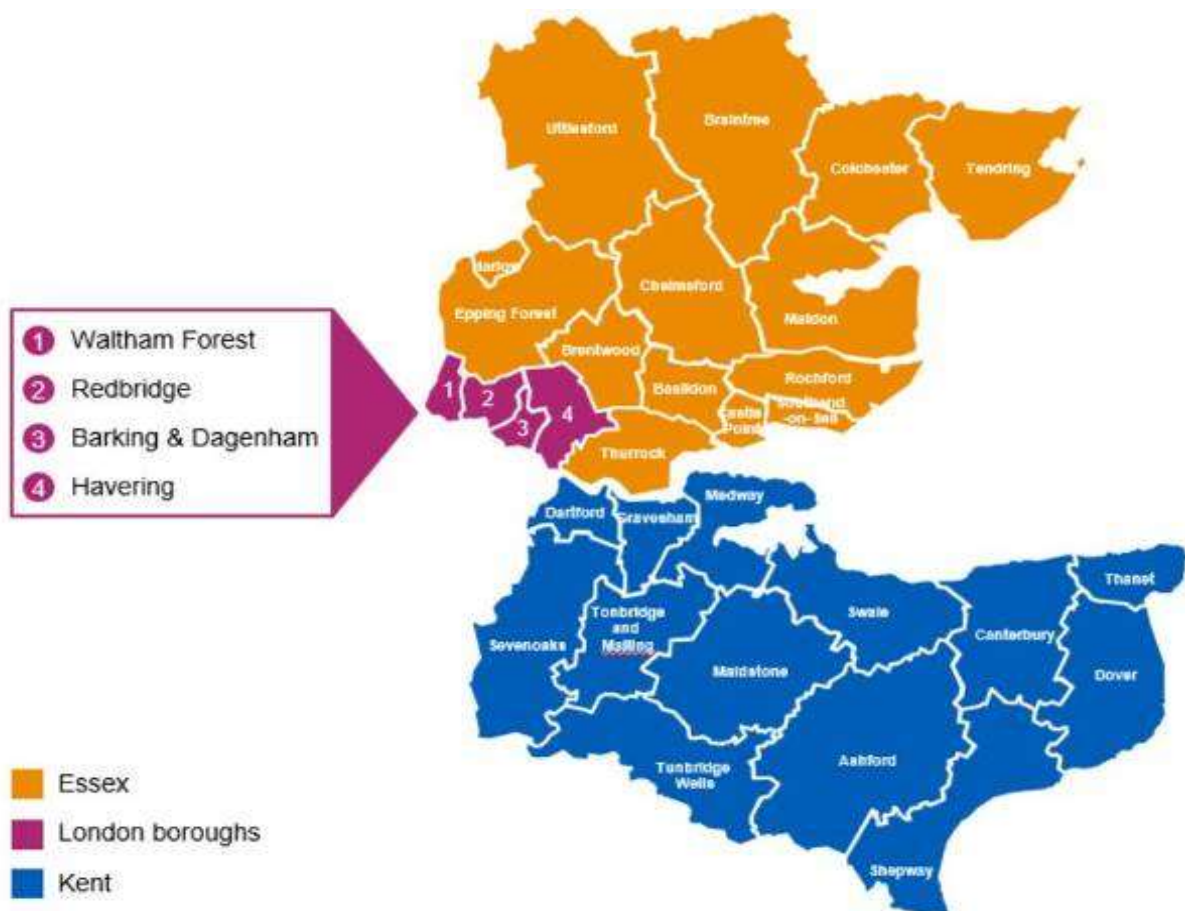 Uttlesford
Braintree
Colchester
Tendring
Harlow
Chelmsford
Epping Forest
Maldon
Brentwood
Rochford
Basildon
Castle
Point
Southend
-on-Sea
Thurrock
1
2
3
4
1 Waltham Forest
2 Redbridge
3 Barking & Dagenham
4 Havering
Medway
Dartford
Gravesham
Thanet
Tonbridge
and
Malling
Swale
Canterbury
Sevenoaks
Maidstone
Dover
Ashford
Tunbridge
Wells
Shepway
Essex
London boroughs
Kent